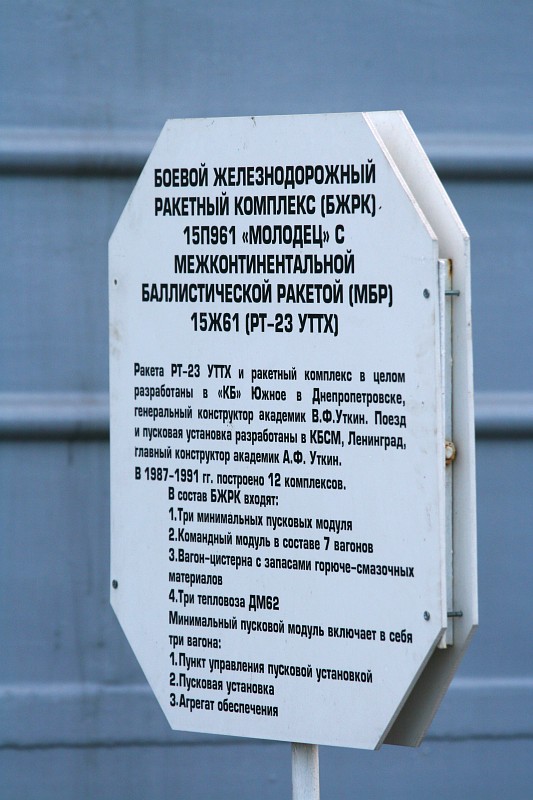 БОЕВОЙ ЖЕЛЕЗНОДОРОЖНЫЙ
РАКЕТНЫЙ КОМПЛЕКС (БЖРК)
15П961 «МОЛОДЕЦ» С
МЕЖКОНТИНЕНТАЛЬНОЙ
БАЛЛИСТИЧЕСКОЙ РАКЕТОЙ (МБР)
15Ж61 (РТ-23 УТТХ)
Ракета РТ-23 УТТХ и ракетный комплекс в целом
разработаны в «КБ» Южное в Днепропетровске,
генеральный конструктор академик В.Ф.Уткин. Поезд
и пусковая установка разработаны в КБСМ, Ленинград,
главный конструктор академик А.Ф. Уткин.
В 1987-1991 гг. построено 12 комплексов.
В состав БЖРК входят:
1.Три минимальных пусковых модуля
2.Командный модуль в составе 7 вагонов
3.Вагон-цистерна с запасами горюче-смазочных
материалов
4.Три тепловоза ДМ62
Минимальный пусковой модуль включает в себя
три вагона:
1.Пункт управления пусковой установкой
2.Пусковая установка
3.Агрегат обеспечения